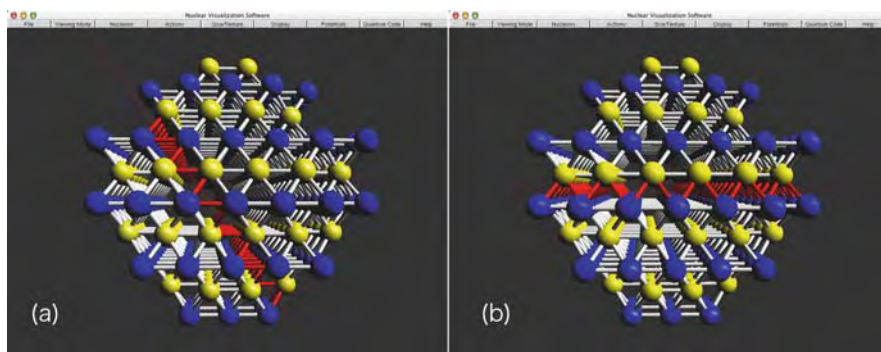 Nuclear Visualization Software
File Viewing Mode Nucleons Actions Size/Texture Display Potentials Quantum Code Help
(a)
Nuclear Visualization Software
File Viewing Mode Nucleons Actions Size/Texture Display Potentials Quantum Code Help
(b)